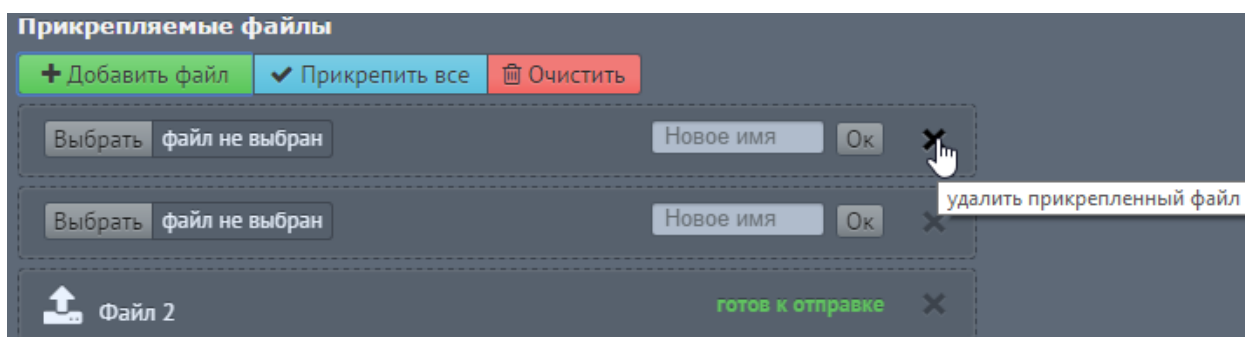 Прикрепляемые файлы
Добавить файл Прикрепить все Очистить
Выбрать файл не выбран Новое имя Ок
удалить прикрепленный файл
Выбрать файл не выбран Новое имя Ок
Файл 2 готов к отправке